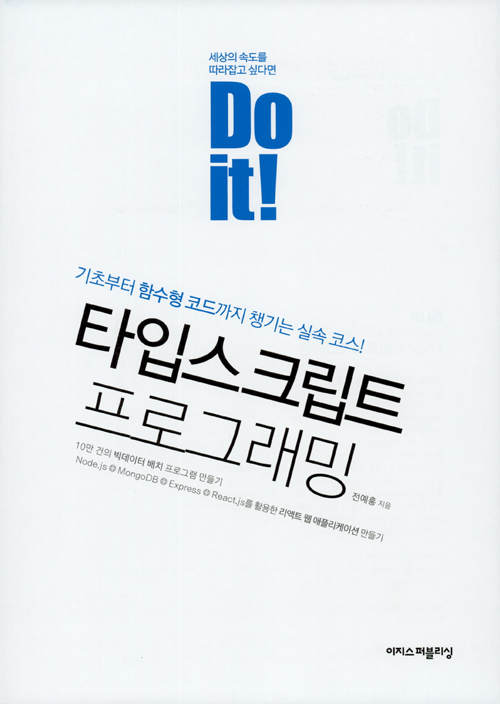 세상의 속도를
따라잡고 싶다면
Do
it!
기초부터 함수형 코드까지 챙기는 실속 코스!
타입스크립트
프로그래밍
전예홍 지음
10만 건의 빅데이터 배치 프로그램 만들기
Node.js + MongoDB + Express + React.js를 활용한 리액트 웹 애플리케이션 만들기
이지스퍼블리싱